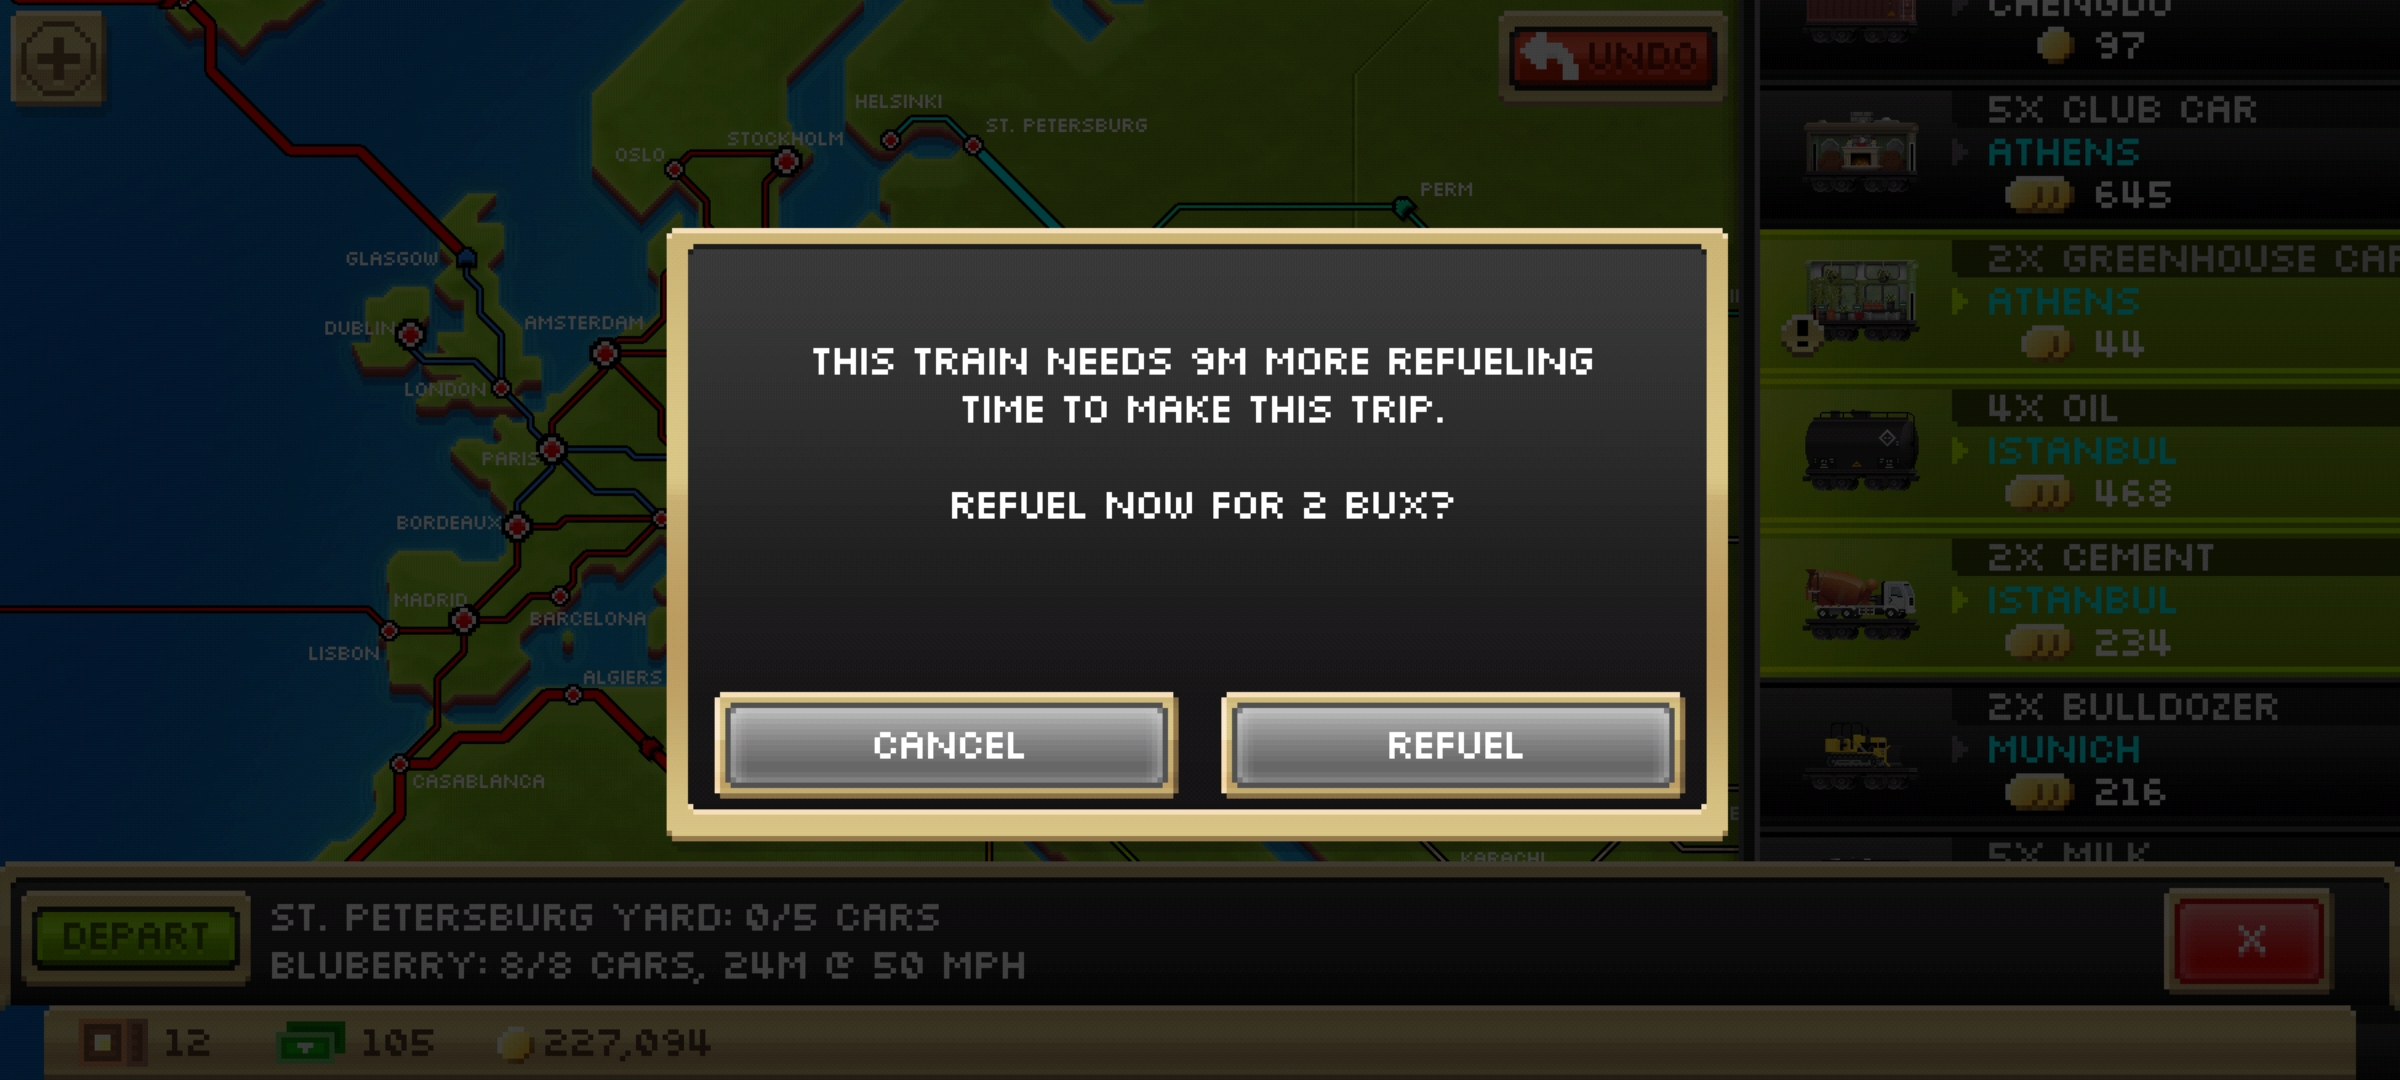 CHENGDU
97
UNDO
5X CLUB CAR
ATHENS
645
HELSINKI
ST. PETERSBURG
STOCKHOLM
OSLO
PERM
2X GREENHOUSE CAR
ATHENS
44
GLASGOW
DUBLIN
AMSTERDAM
LONDON
PARIS
BORDEAUX
MADRID
BARCELONA
LISBON
ALGIERS
CASABLANCA
THIS TRAIN NEEDS 9M MORE REFUELING
TIME TO MAKE THIS TRIP.
REFUEL NOW FOR 2 BUX?
CANCEL
REFUEL
4X OIL
ISTANBUL
468
2X CEMENT
ISTANBUL
234
2X BULLDOZER
MUNICH
216
5X MILK
KARACHI
DEPART
ST. PETERSBURG YARD: 0/5 CARS
BLUBERRY: 8/8 CARS, 24M @ 50 MPH
X
12
105
227,094